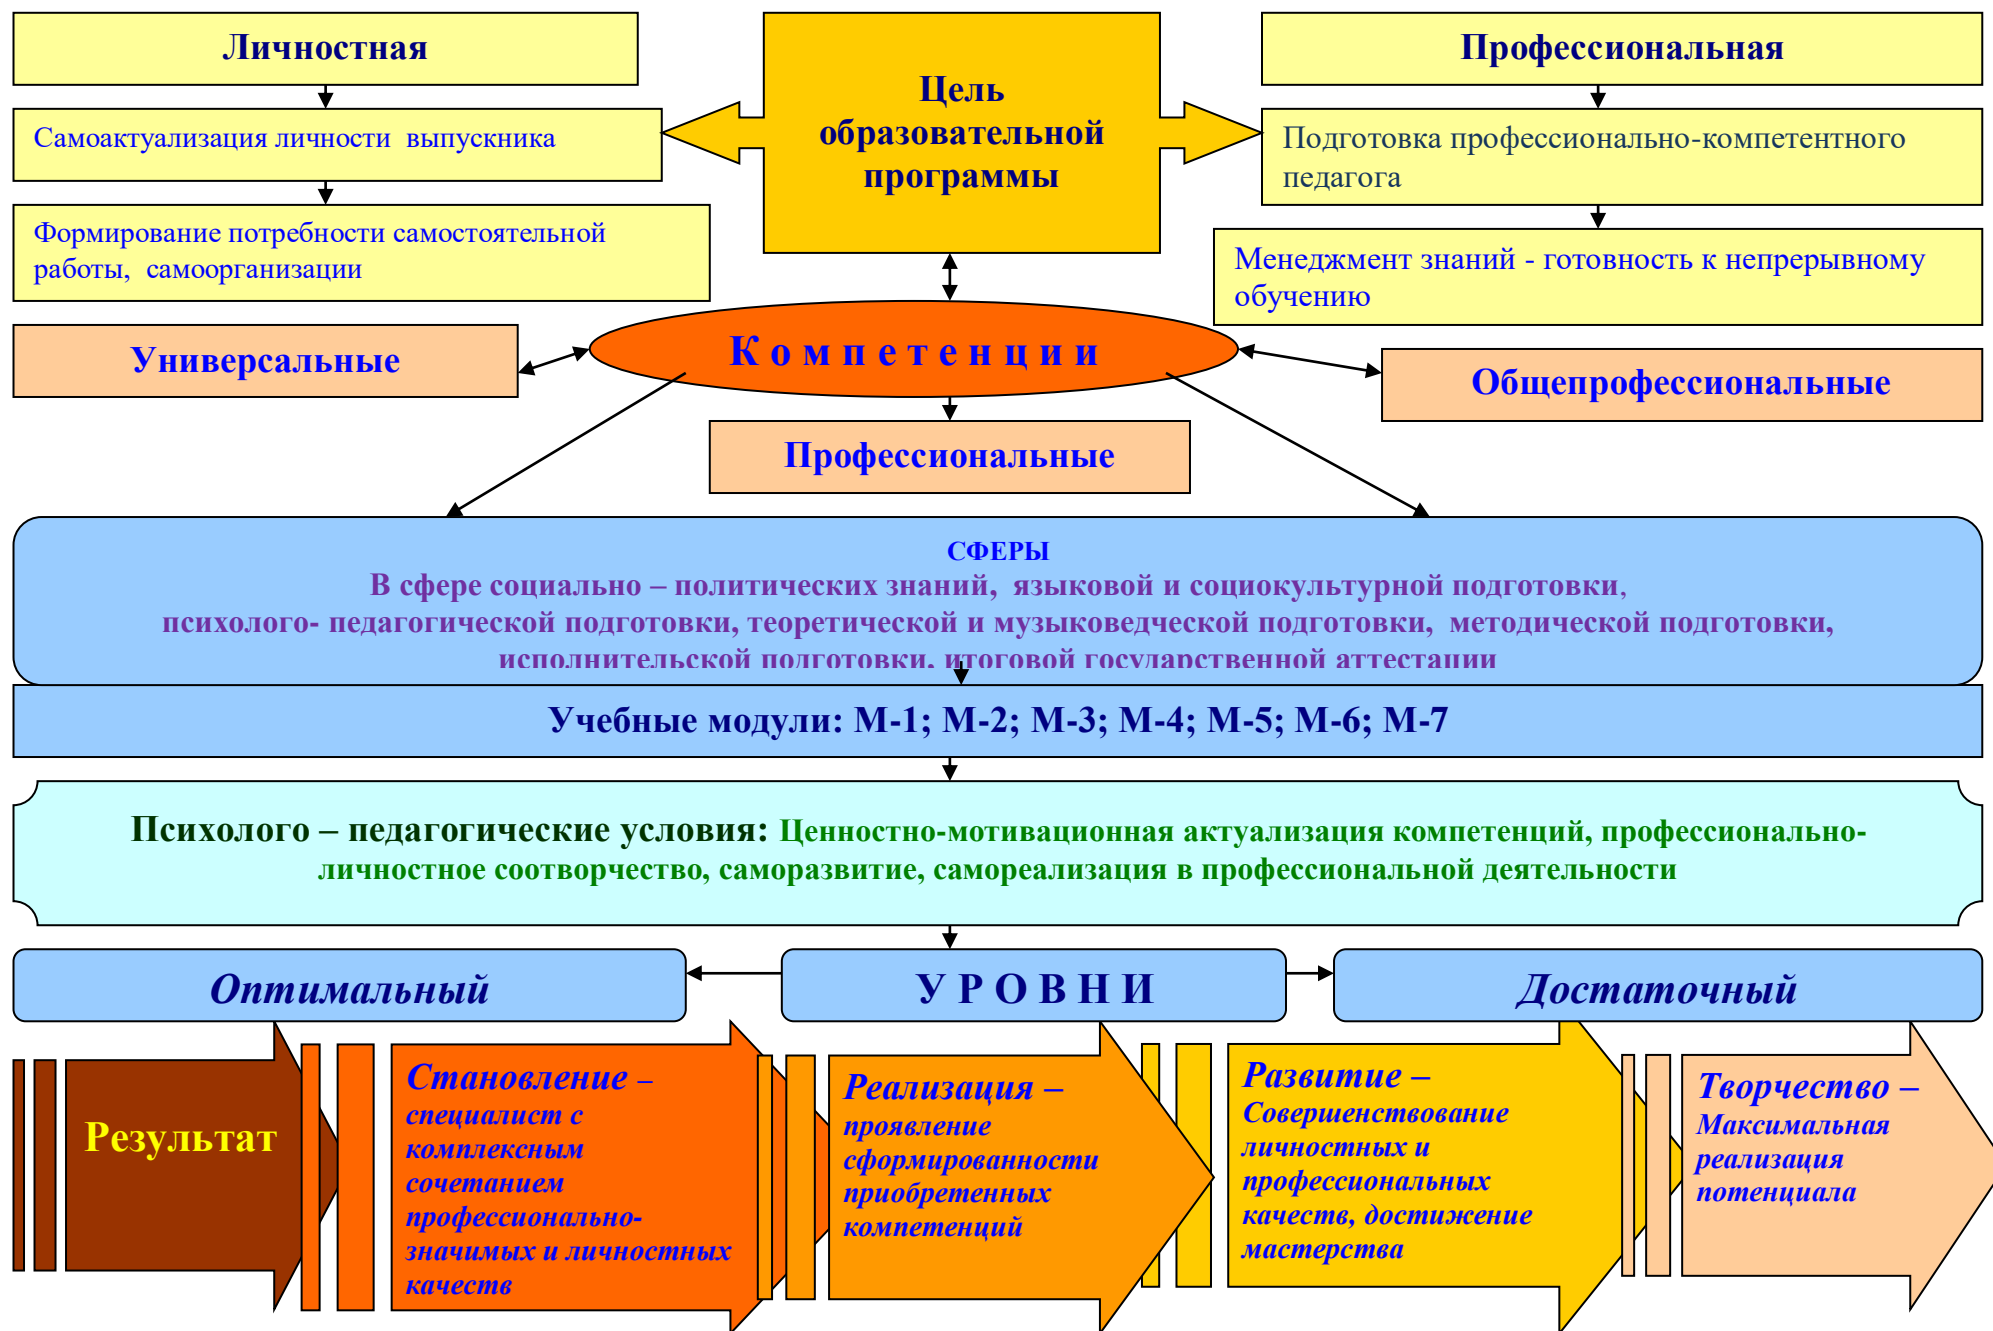 Личностная
Цель
образовательной
программы
Профессиональная
Самоактуализация личности выпускника
Подготовка профессионально-компетентного
педагога
Формирование потребности самостоятельной
работы, самоорганизации
Менеджмент знаний - готовность к непрерывному
обучению
Универсальные
К о м п е т е н ц и и
Общепрофессиональные
Профессиональные
СФЕРЫ
В сфере социально – политических знаний, языковой и социокультурной подготовки,
психолого- педагогической подготовки, теоретической и музыковедческой подготовки, методической подготовки,
исполнительской подготовки, итоговой государственной аттестации
Учебные модули: М-1; М-2; М-3; М-4; М-5; М-6; М-7
Психолого – педагогические условия: Ценностно-мотивационная актуализация компетенций, профессионально-
личностное соотворчество, саморазвитие, самореализация в профессиональной деятельности
Оптимальный
У Р О В Н И
Достаточный
Результат
Становление –
специалист с
комплексным
сочетанием
профессионально-
значимых и личностных
качеств
Реализация –
проявление
сформированности
приобретенных
компетенций
Развитие –
Совершенствование
личностных и
профессиональных
качеств, достижение
мастерства
Творчество –
Максимальная
реализация
потенциала